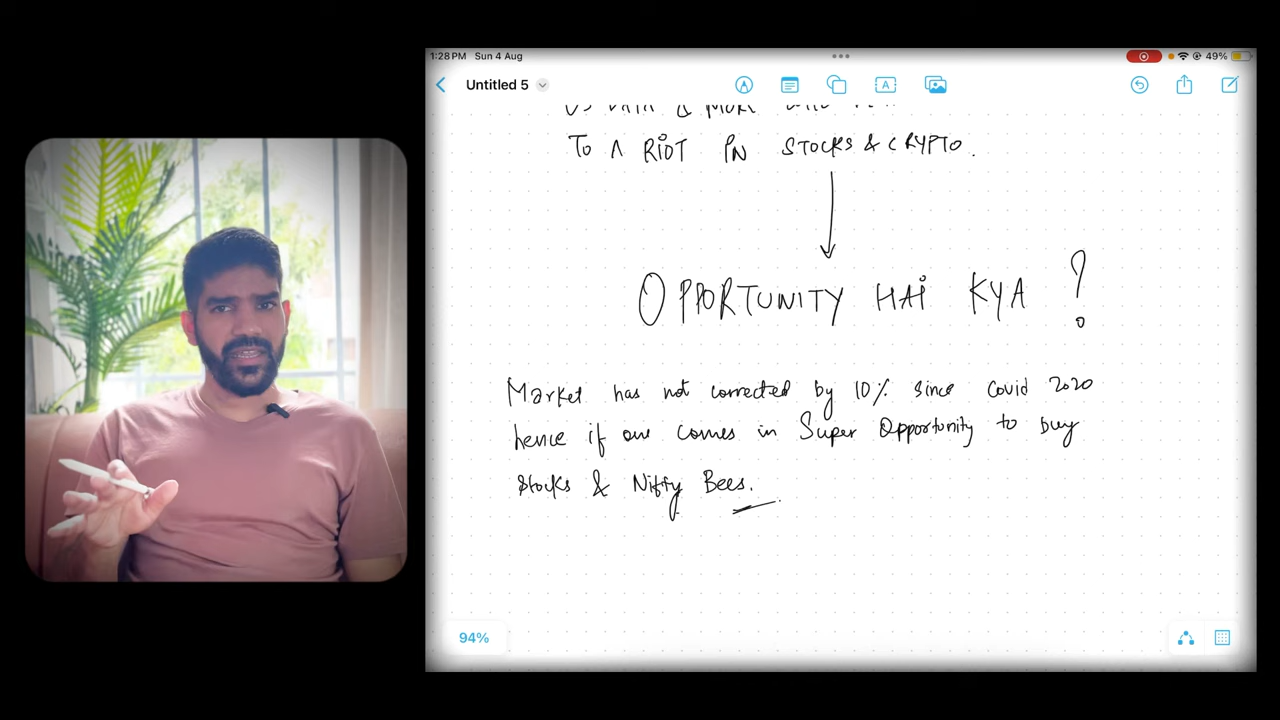 1:28 PM Sun 4 Aug
49%
Untitled 5
A
& MORE
TO A RIOT IN STOCKS & CRYPTO.
OPPORTUNITY HAI KYA ?
Market has not corrected by 10% since Covid 2020
hence if one comes in Super Opportunity to buy
Stocks & Nifty Bees.
94%